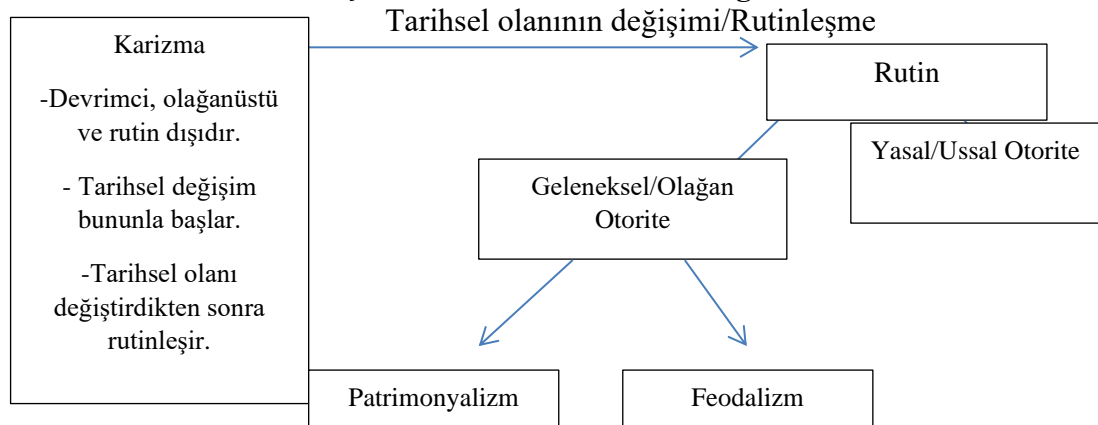 Tarihsel olanının değişimi/Rutinleşme
Karizma
-Devrimci, olağanüstü
ve rutin dışıdır.
- Tarihsel değişim
bununla başlar.
-Tarihsel olanı
değiştirdikten sonra
rutinleşir.
Rutin
Yasal/Ussal Otorite
Geleneksel/Olağan
Otorite
Patrimonyalizm
Feodalizm